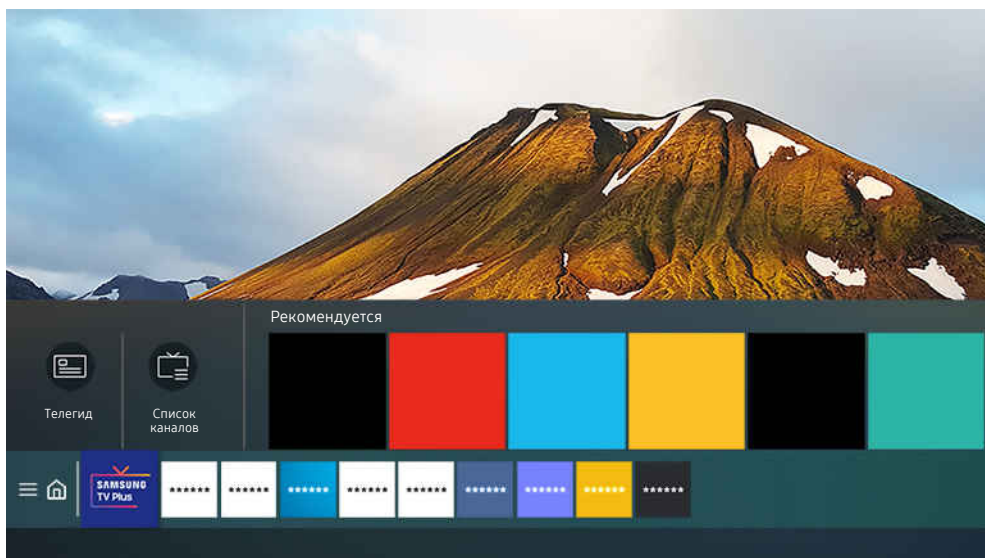 Рекомендуется
Телегид
Список
каналов
SAMSUNG
TV Plus
****** ****** ****** ****** ****** ****** ****** ****** ******